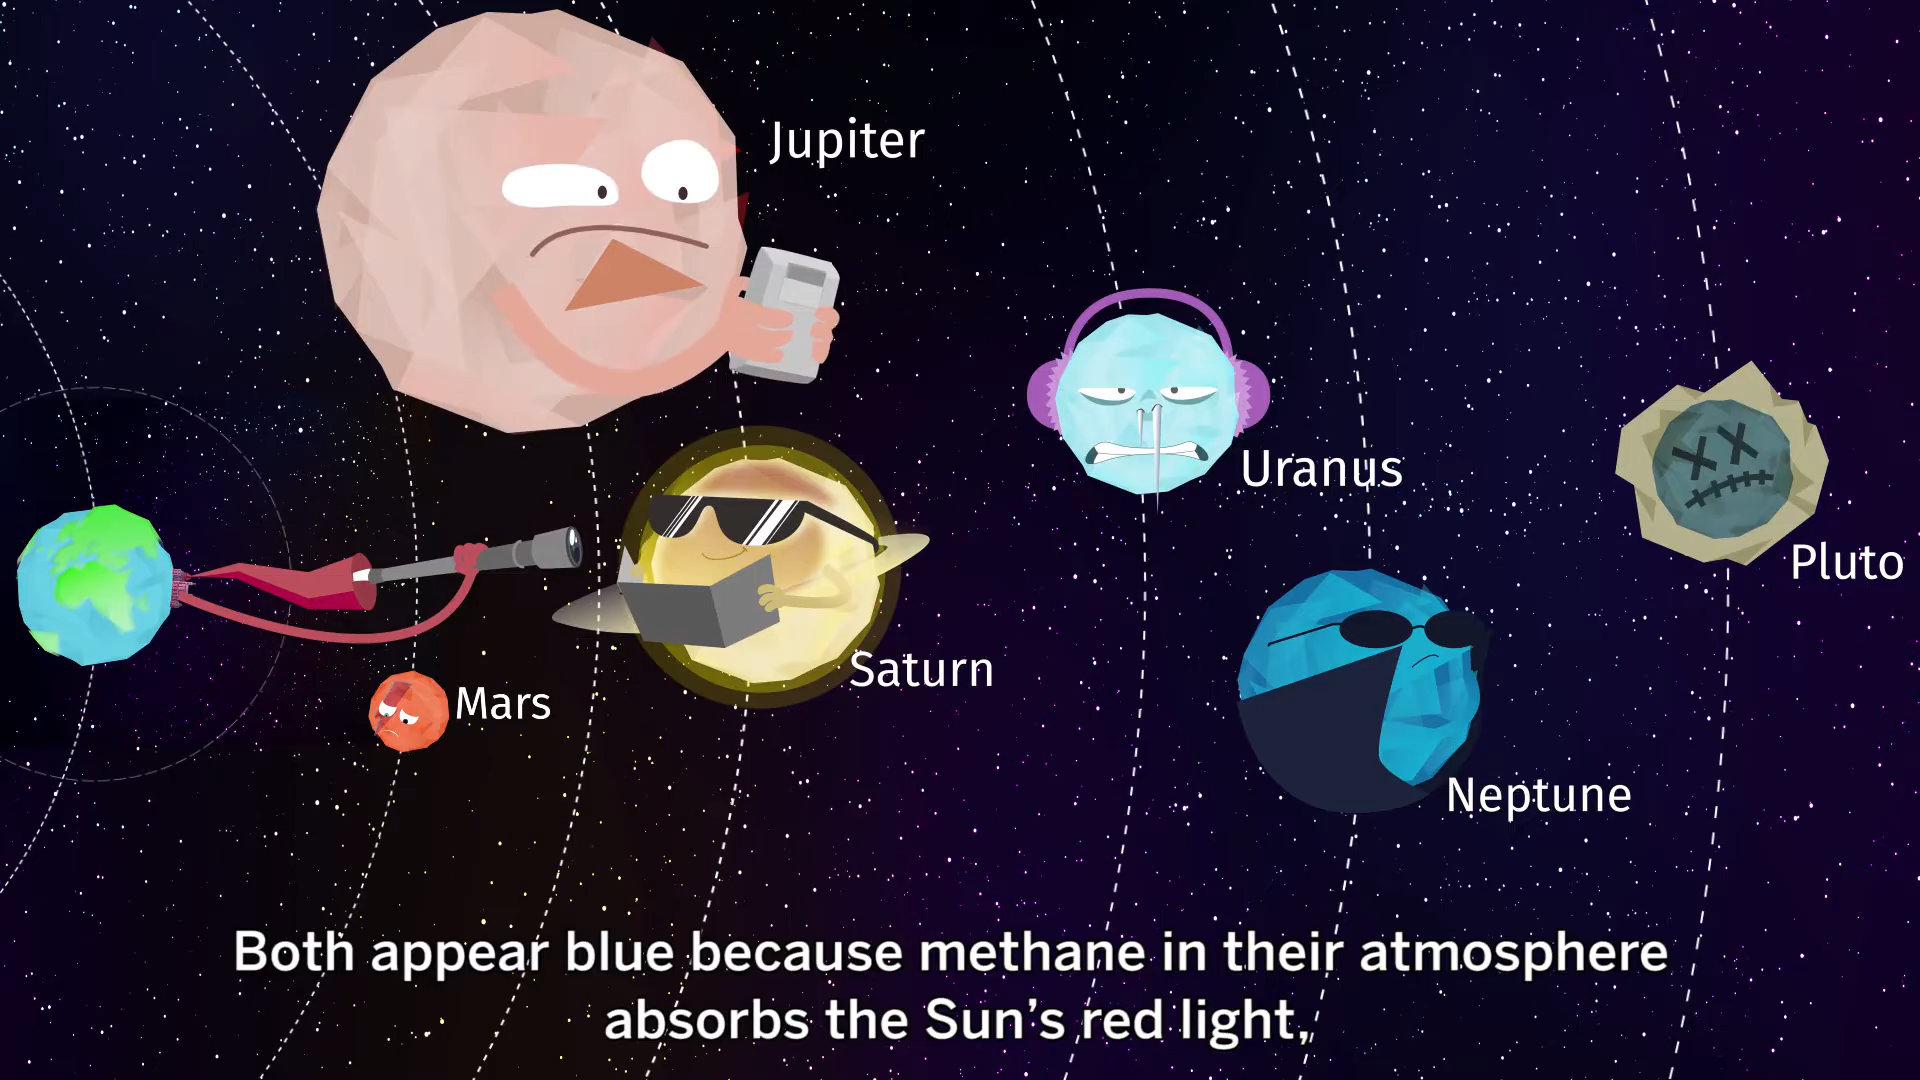 Jupiter
Uranus
Pluto
Saturn
Mars
Neptune
Both appear blue because methane in their atmosphere
absorbs the Sun's red light,